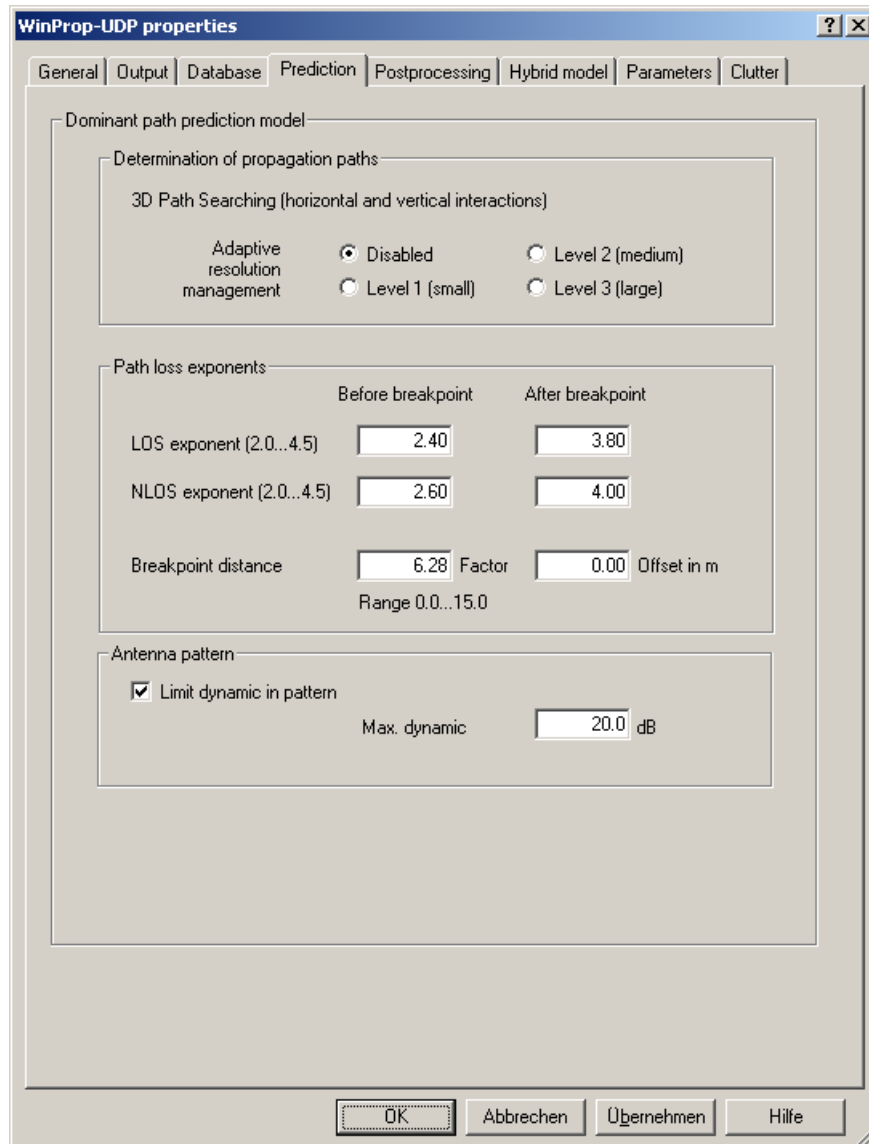 WinProp-UDP properties
General Output Database Prediction Postprocessing Hybrid model Parameters Clutter
Dominant path prediction model
Determination of propagation paths
3D Path Searching (horizontal and vertical interactions)
Adaptive resolution management
Disabled
Level 2 (medium)
Level 1 (small)
Level 3 (large)
Path loss exponents
Before breakpoint After breakpoint
LOS exponent (2.0...4.5) 2.40 3.80
NLOS exponent (2.0...4.5) 2.60 4.00
Breakpoint distance 6.28 Factor 0.00 Offset in m
Range 0.0...15.0
Antenna pattern
Limit dynamic in pattern
Max. dynamic 20.0 dB
OK Abbrechen Übernehmen Hilfe